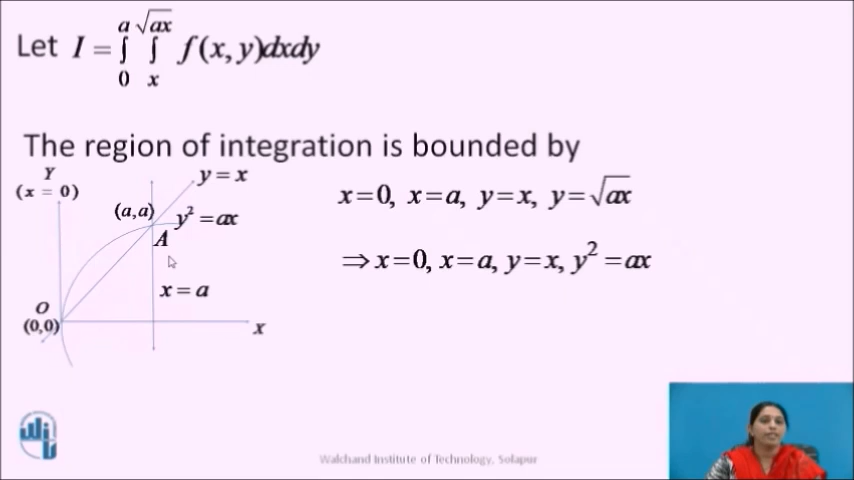 Let I = ∫₀ᵃ ∫ₓ^√ax f(x, y)dxdy
The region of integration is bounded by
Y
(x = 0)
y = x
(a,a)
y² = ax
A
x = a
O
(0,0)
x
x=0, x=a, y=x, y=√ax
⇒ x=0, x=a, y=x, y² = ax
Walchand Institute of Technology, Solapur